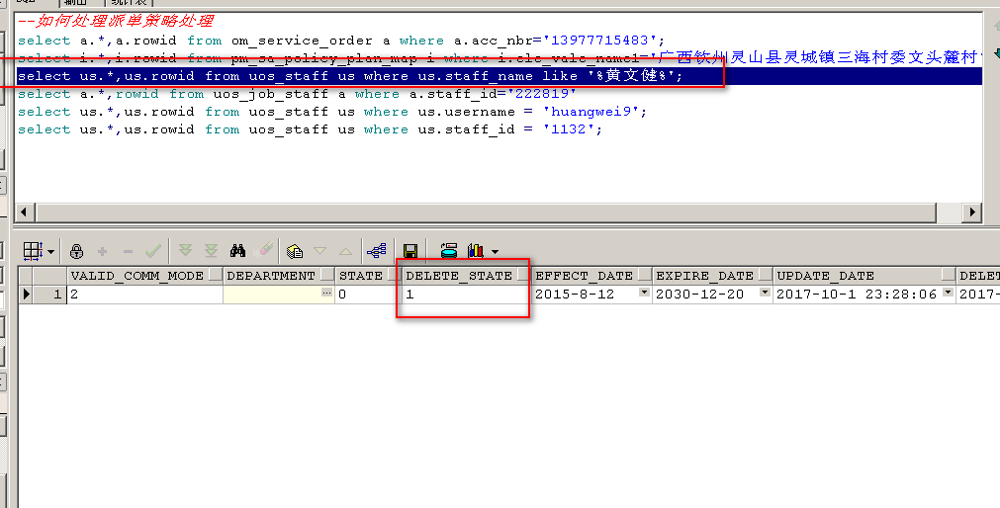 输出
统计表
--如何处理派单策略处理
select a.*,a.rowid from om_service_order a where a.acc_nbr='13977715483';
select i.*,i.rowid from pm_sa_policy_plan_map i where i.ele_vale_name1='广西钦州灵山县灵城镇三海村委文头麓村
select us.*,us.rowid from uos_staff us where us.staff_name like '%黄文健%';
select a.*,rowid from uos_job_staff a where a.staff_id='222819'
select us.*,us.rowid from uos_staff us where us.username = 'huangwei9';
select us.*,us.rowid from uos_staff us where us.staff_id = '1132';
VALID_COMM_MODE DEPARTMENT STATE DELETE_STATE EFFECT_DATE EXPIRE_DATE UPDATE_DATE DELET
1 2 0 1 2015-8-12 2030-12-20 2017-10-1 23:28:06 2017-